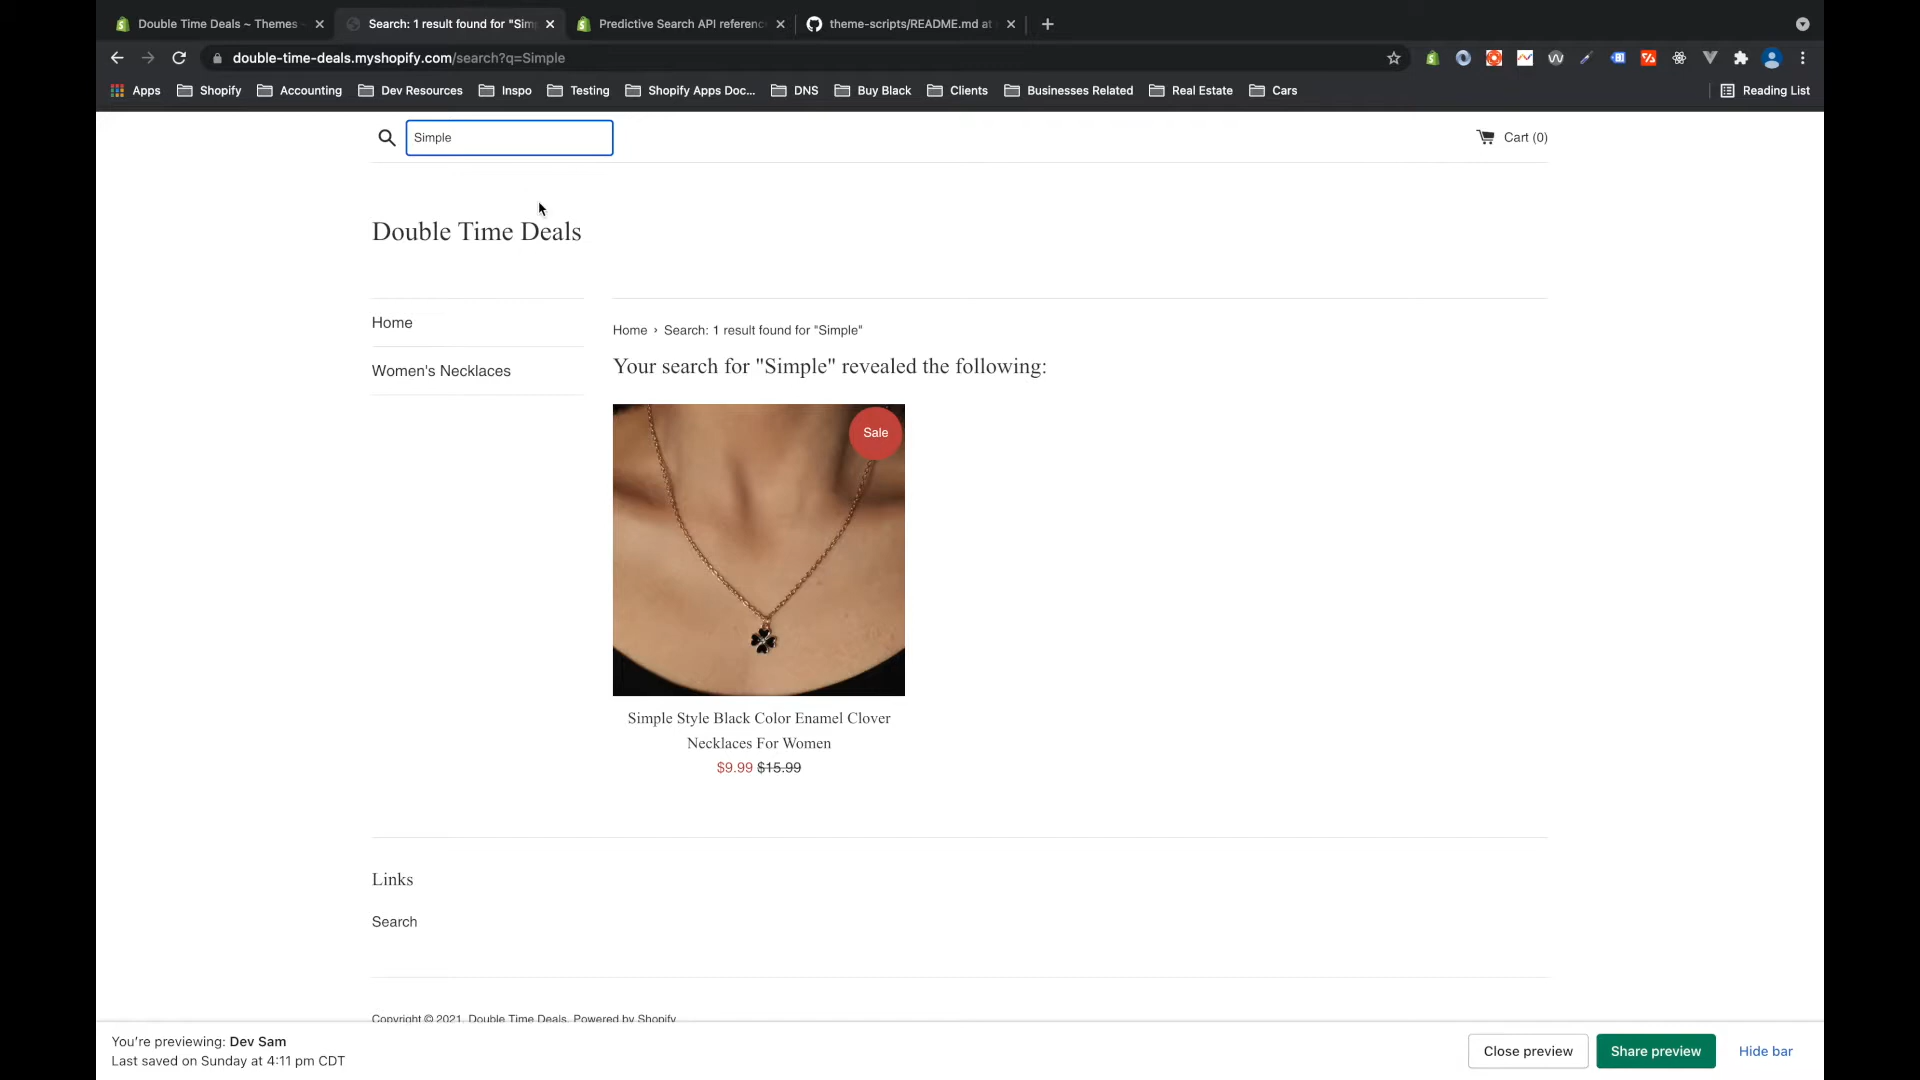 Double Time Deals ~ Themes
Search: 1 result found for "Sim
Predictive Search API referenc
theme-scripts/README.md at
double-time-deals.myshopify.com/search?q=Simple
Apps
Shopify
Accounting
Dev Resources
Inspo
Testing
Shopify Apps Doc...
DNS
Buy Black
Clients
Businesses Related
Real Estate
Cars
Reading List
Simple
Cart (0)
Double Time Deals
Home
Women's Necklaces
Home › Search: 1 result found for "Simple"
Your search for "Simple" revealed the following:
Sale
Simple Style Black Color Enamel Clover
Necklaces For Women
$9.99 $15.99
Links
Search
Copyright © 2021, Double Time Deals. Powered by Shopify
You're previewing: Dev Sam
Last saved on Sunday at 4:11 pm CDT
Close preview
Share preview
Hide bar